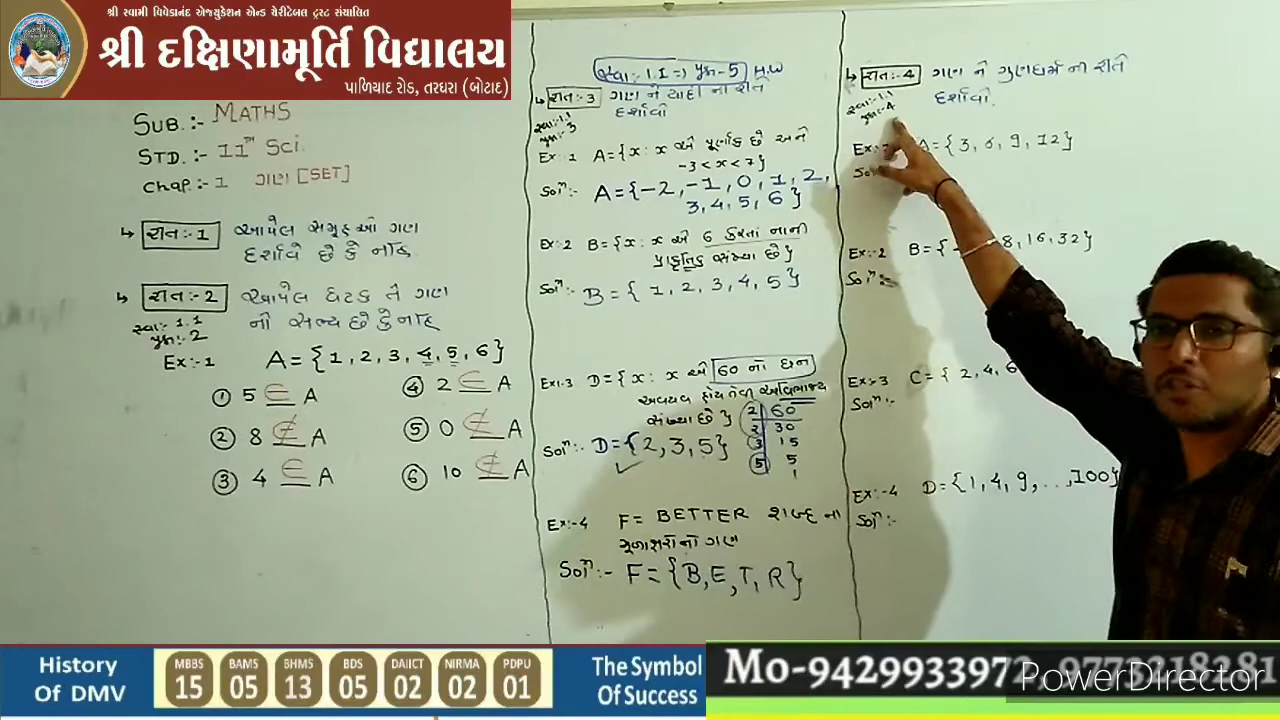 શ્રી સ્વામી વિવેકાનંદ એજ્યુકેશન એન્ડ ચેરીટેબલ ટ્રસ્ટ સંચાલિત
શ્રી દક્ષિણામૂર્તિ વિદ્યાલય
પાળિયાદ રોડ, તરઘરા (બોટાદ)
SUB. :- MATHS
STD. :- 11th Sci.
Chap. :- 1 ગણ [SET]
રીત :- 1 આપેલ સમૂહ એ ગણ
દર્શાવે છે કે નહિ.
રીત :- 2 આપેલ ઘટક તે ગણ
નો સભ્ય છે કે નહિ
સ્વા :- 1.1
પ્રશ્ન :- 2
Ex :- 1 A = {1, 2, 3, 4, 5, 6}
① 5 ∈ A ④ 2 ∈ A
② 8 ∉ A ⑤ 0 ∉ A
③ 4 ∈ A ⑥ 10 ∉ A
સ્વા :- 1.1 => પ્રશ્ન - 5 H.W
રીત :- 3 ગણ ને યાદી ની રીતે
દર્શાવો
સ્વા :- 1.1
પ્રશ્ન :- 3
Ex :- 1 A = {x : x એ પૂર્ણાંક છે અને
-3 < x < 7}
Solⁿ :- A = {-2, -1, 0, 1, 2,
3, 4, 5, 6}
Ex :- 2 B = {x : x એ 6 કરતાં નાની
પ્રાકૃતિક સંખ્યા છે}
Solⁿ :- B = { 1, 2, 3, 4, 5 }
Ex :- 3 D = {x : x એ 60 નો ધન
અવયવ હોય તેવી અવિભાજ્ય
સંખ્યા છે}
2 60
2 30
3 15
5 5
1
Solⁿ :- D = {2, 3, 5}
Ex :- 4 F = BETTER શબ્દ ના
મૂળાક્ષરોનો ગણ
Solⁿ :- F = {B, E, T, R}
રીત :- 4 ગણ ને ગુણધર્મ ની રીતે
દર્શાવો.
સ્વા :- 1.1
પ્રશ્ન :- 4
A = { 3, 6, 9, 12}
Ex :- 2 B = { 8, 16, 32}
Solⁿ :-
Ex :- 3 C = { 2, 4, 6
Solⁿ :-
Ex :- 4 D = {1, 4, 9, ..., 100}
Solⁿ :-
History
Of DMV
MBBS 15
BAMS 05
BHMS 13
BDS 05
DAIICT 02
NIRMA 02
PDPU 01
The Symbol
Of Success
Mo-9429933972, 9773218281
PowerDirector